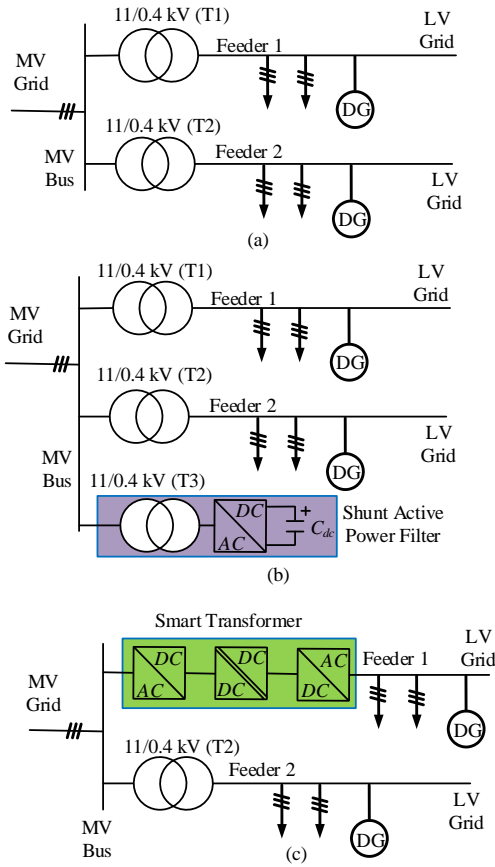 11/0.4 kV (T1)
LV
Grid
Feeder 1
MV
Grid
DG
11/0.4 kV (T2)
Feeder 2
MV
Bus
LV
Grid
DG
(a)
11/0.4 kV (T1)
LV
Grid
Feeder 1
MV
Grid
DG
11/0.4 kV (T2)
Feeder 2
LV
Grid
MV
Bus
DG
11/0.4 kV (T3)
DC
AC
+
Cdc
Shunt Active
Power Filter
(b)
Smart Transformer
LV
Grid
DC
AC
DC
DC
AC
DC
Feeder 1
MV
Grid
DG
11/0.4 kV (T2)
Feeder 2
LV
Grid
MV
Bus
DG
(c)